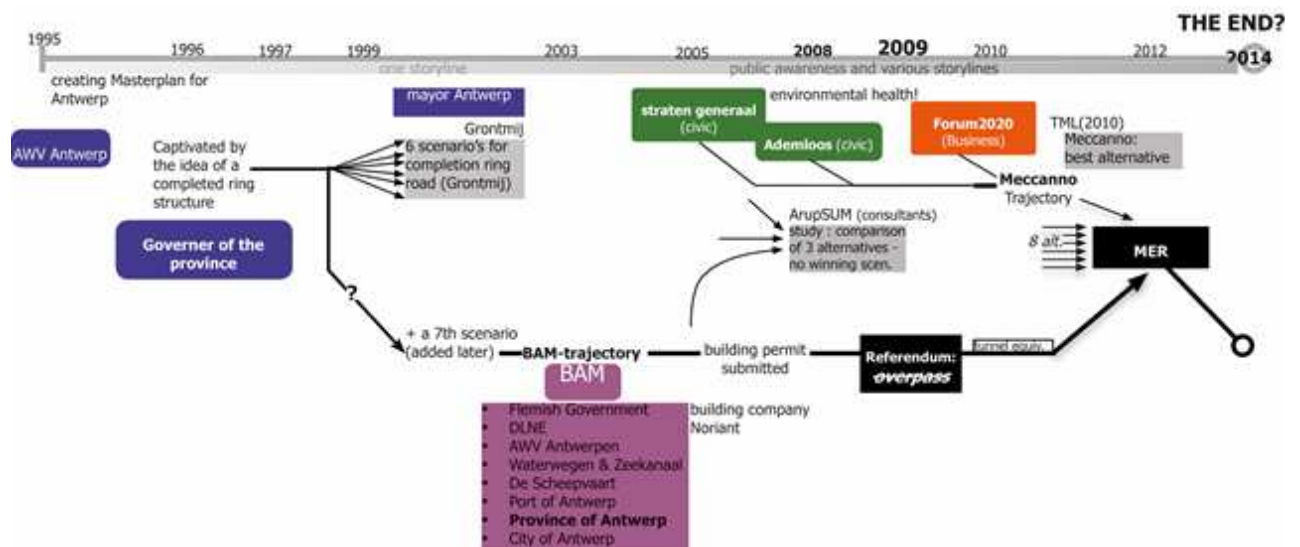 THE END?
1995
1996
1997
1999
2003
2005
2008
2009
2010
2012
2014
one storyline
public awareness and various storylines
creating Masterplan for
Antwerp
mayor Antwerp
environmental health!
straten generaal
(civic)
Ademloos (civic)
Forum2020
(Business)
TML(2010)
Meccanno:
best alternative
AWV Antwerp
Captivated by
the idea of a
completed ring
structure
Grontmij
6 scenario's for
completion ring
road (Grontmij)
Meccanno
Trajectory
Governer of the
province
ArupSUM (consultants)
study : comparison
of 3 alternatives -
no winning scen.
8 alt.
MER
?
+ a 7th scenario
(added later)
BAM-trajectory
building permit
submitted
Referendum:
overpass
tunnel equiv.
BAM
• Flemish Government
• DLNE
• AWV Antwerpen
• Waterwegen & Zeekanaal
• De Scheepvaart
• Port of Antwerp
• Province of Antwerp
• City of Antwerp
building company
Noriant